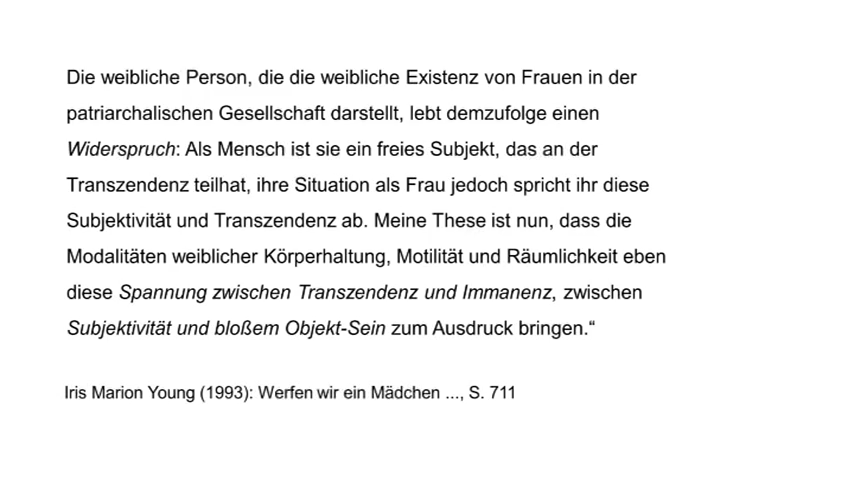 Die weibliche Person, die die weibliche Existenz von Frauen in der
patriarchalischen Gesellschaft darstellt, lebt demzufolge einen
Widerspruch: Als Mensch ist sie ein freies Subjekt, das an der
Transzendenz teilhat, ihre Situation als Frau jedoch spricht ihr diese
Subjektivität und Transzendenz ab. Meine These ist nun, dass die
Modalitäten weiblicher Körperhaltung, Motilität und Räumlichkeit eben
diese Spannung zwischen Transzendenz und Immanenz, zwischen
Subjektivität und bloßem Objekt-Sein zum Ausdruck bringen.“
Iris Marion Young (1993): Werfen wir ein Mädchen ..., S. 711